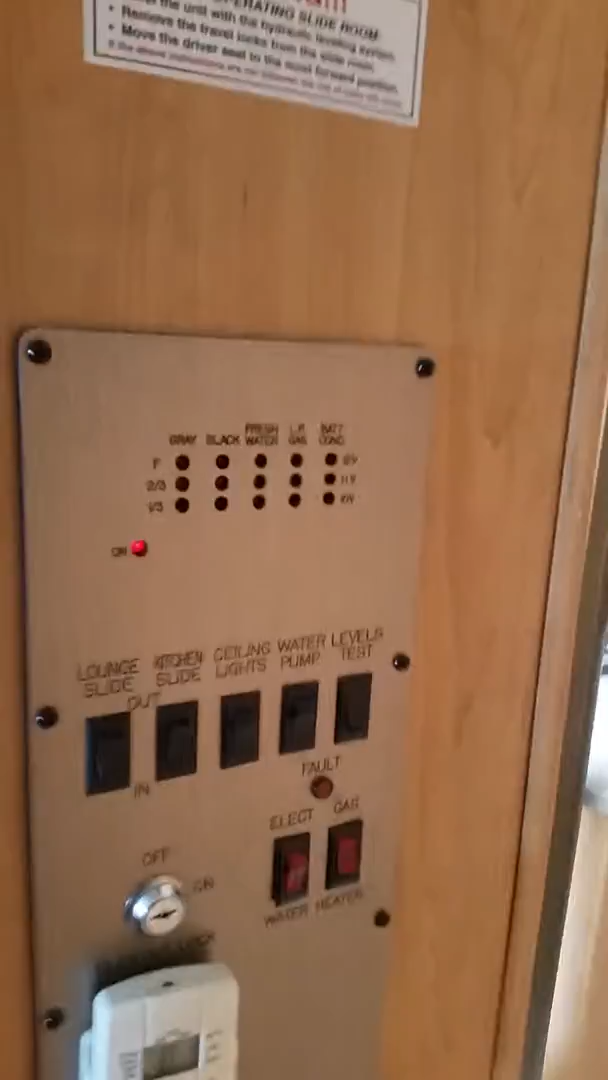 OPERATING SLIDE ROOM
the unit with the hydraulic leveling system.
• Remove the travel locks from the slide room.
• Move the driver seat to the most forward position.
GRAY BLACK FRESH WATER L.P. GAS BATT COND
F
2/3
1/3
ON
LOUNGE SLIDE KITCHEN SLIDE CEILING LIGHTS WATER PUMP LEVELS TEST
OUT
IN
FAULT
ELECT GAS
OFF
ON
WATER HEATER
LOCK